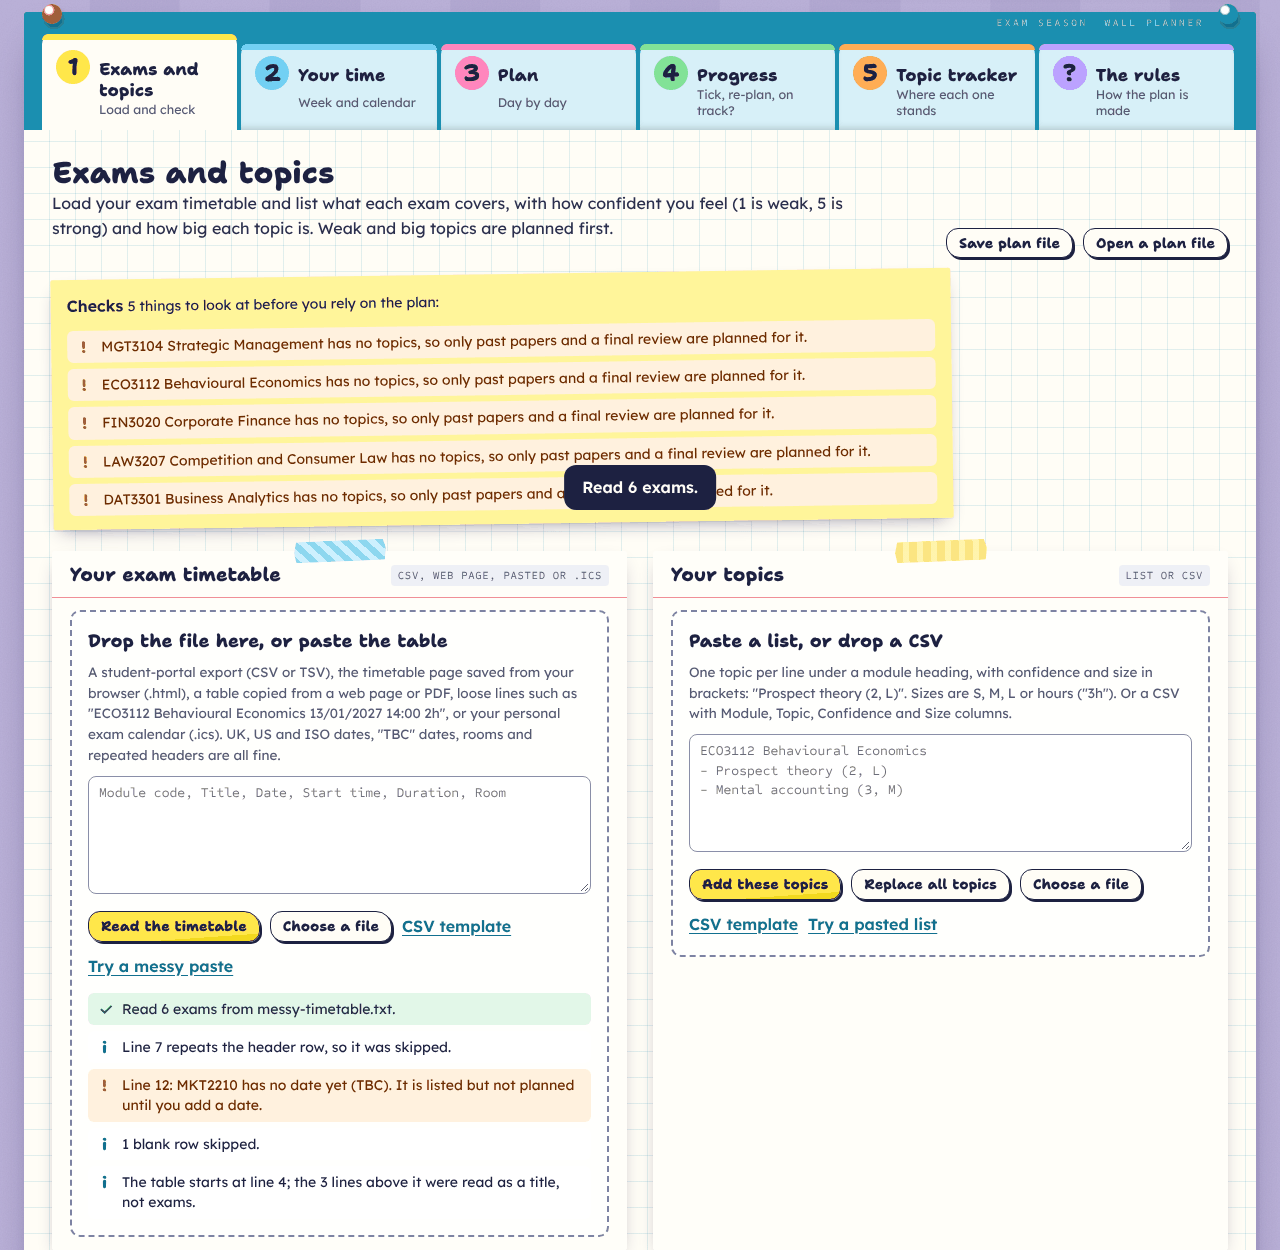 EXAM SEASON WALL PLANNER
1 Exams and
topics
Load and check
2 Your time
Week and calendar
3 Plan
Day by day
4 Progress
Tick, re-plan, on
track?
5 Topic tracker
Where each one
stands
? The rules
How the plan is
made
Exams and topics
Load your exam timetable and list what each exam covers, with how confident you feel (1 is weak, 5 is
strong) and how big each topic is. Weak and big topics are planned first.
Save plan file
Open a plan file
Checks 5 things to look at before you rely on the plan:
! MGT3104 Strategic Management has no topics, so only past papers and a final review are planned for it.
! ECO3112 Behavioural Economics has no topics, so only past papers and a final review are planned for it.
! FIN3020 Corporate Finance has no topics, so only past papers and a final review are planned for it.
! LAW3207 Competition and Consumer Law has no topics, so only past papers and a final review are planned for it.
! DAT3301 Business Analytics has no topics, so only past papers and
ed for it.
Read 6 exams.
Your exam timetable
CSV, WEB PAGE, PASTED OR .ICS
Drop the file here, or paste the table
A student-portal export (CSV or TSV), the timetable page saved from your
browser (.html), a table copied from a web page or PDF, loose lines such as
"ECO3112 Behavioural Economics 13/01/2027 14:00 2h", or your personal
exam calendar (.ics). UK, US and ISO dates, "TBC" dates, rooms and
repeated headers are all fine.
Module code, Title, Date, Start time, Duration, Room
Read the timetable
Choose a file
CSV template
Try a messy paste
Read 6 exams from messy-timetable.txt.
Line 7 repeats the header row, so it was skipped.
! Line 12: MKT2210 has no date yet (TBC). It is listed but not planned
until you add a date.
1 blank row skipped.
The table starts at line 4; the 3 lines above it were read as a title,
not exams.
Your topics
LIST OR CSV
Paste a list, or drop a CSV
One topic per line under a module heading, with confidence and size in
brackets: "Prospect theory (2, L)". Sizes are S, M, L or hours ("3h"). Or a CSV
with Module, Topic, Confidence and Size columns.
ECO3112 Behavioural Economics
- Prospect theory (2, L)
- Mental accounting (3, M)
Add these topics
Replace all topics
Choose a file
CSV template
Try a pasted list